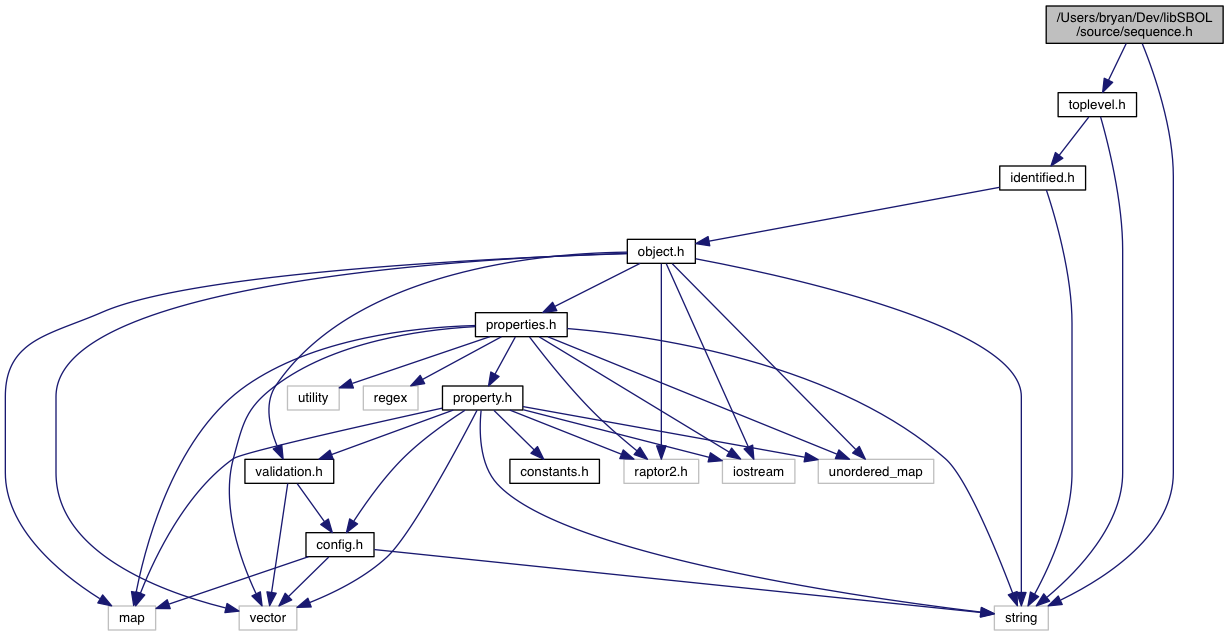 /Users/bryan/Dev/libSBOL
/source/sequence.h
toplevel.h
identified.h
object.h
properties.h
utility
regex
property.h
validation.h
constants.h
raptor2.h
iostream
unordered_map
config.h
map
vector
string